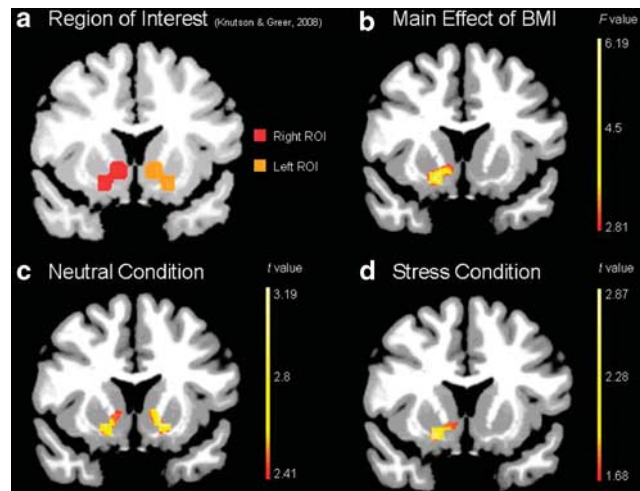 a Region of Interest (Knutson & Greer, 2008)
Right ROI
Left ROI
b Main Effect of BMI
F value
6.19
4.5
2.81
c Neutral Condition
t value
3.19
2.8
2.41
d Stress Condition
t value
2.87
2.28
1.68